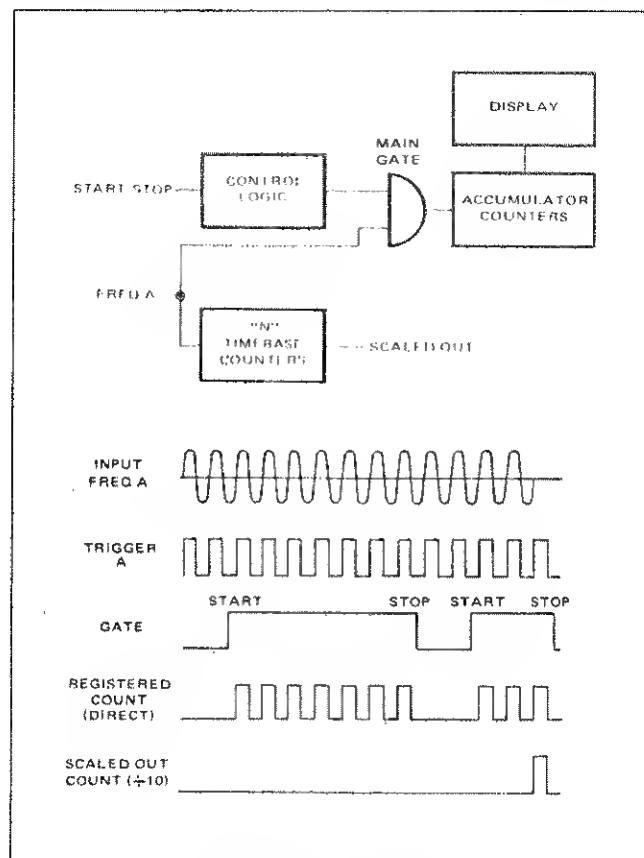 DISPLAY
MAIN
GATE
START STOP
CONTROL
LOGIC
ACCUMULATOR
COUNTERS
FREQ A
"N"
TIMEBASE
COUNTERS
SCALED OUT
INPUT
FREQ A
TRIGGER
A
START
STOP
START
STOP
GATE
REGISTERED
COUNT
(DIRECT)
SCALED OUT
COUNT (÷10)